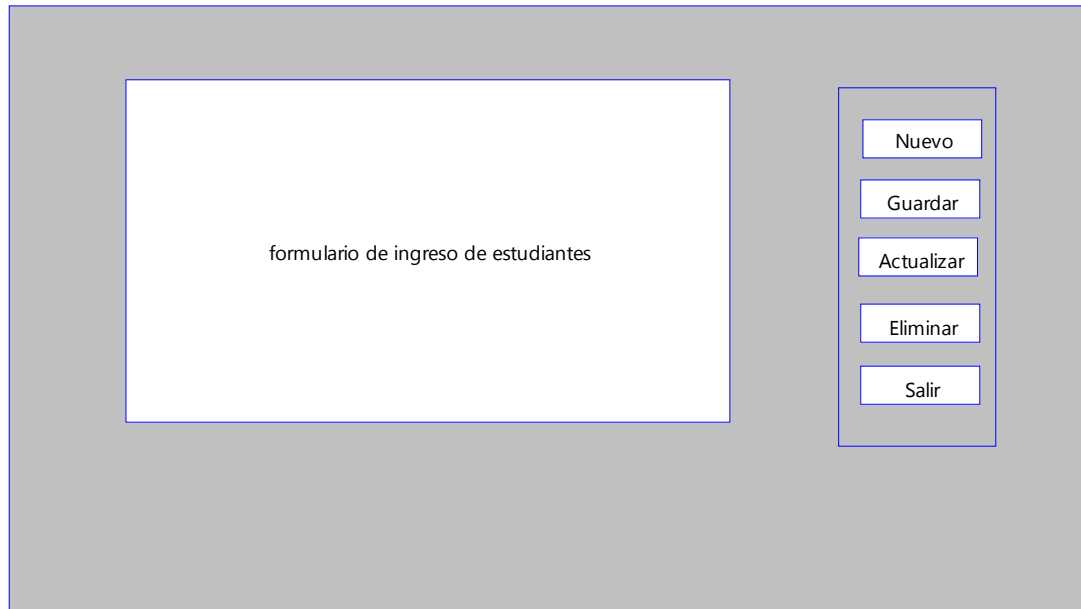 formulario de ingreso de estudiantes
Nuevo
Guardar
Actualizar
Eliminar
Salir